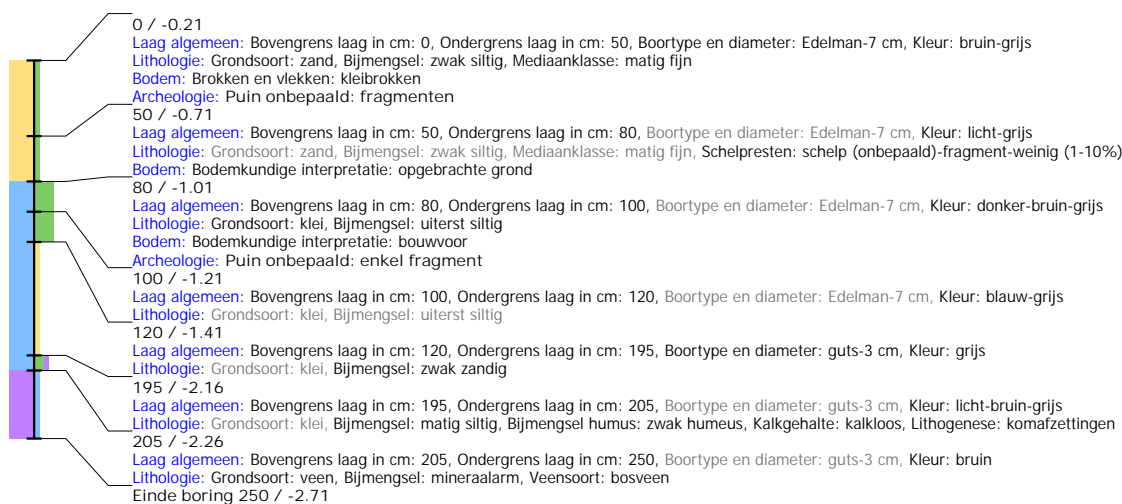 0 / -0.21
Laag algemeen: Bovengrens laag in cm: 0, Ondergrens laag in cm: 50, Boortype en diameter: Edelman-7 cm, Kleur: bruin-grijs
Lithologie: Grondsoort: zand, Bijmengsel: zwak siltig, Mediaanklasse: matig fijn
Bodem: Brokken en vlekken: kleibrokken
Archeologie: Puin onbepaald: fragmenten
50 / -0.71
Laag algemeen: Bovengrens laag in cm: 50, Ondergrens laag in cm: 80, Boortype en diameter: Edelman-7 cm, Kleur: licht-grijs
Lithologie: Grondsoort: zand, Bijmengsel: zwak siltig, Mediaanklasse: matig fijn, Schelpresten: schelp (onbepaald)-fragment-weinig (1-10%)
Bodem: Bodemkundige interpretatie: opgebrachte grond
80 / -1.01
Laag algemeen: Bovengrens laag in cm: 80, Ondergrens laag in cm: 100, Boortype en diameter: Edelman-7 cm, Kleur: donker-bruin-grijs
Lithologie: Grondsoort: klei, Bijmengsel: uiterst siltig
Bodem: Bodemkundige interpretatie: bouwvoor
Archeologie: Puin onbepaald: enkel fragment
100 / -1.21
Laag algemeen: Bovengrens laag in cm: 100, Ondergrens laag in cm: 120, Boortype en diameter: Edelman-7 cm, Kleur: blauw-grijs
Lithologie: Grondsoort: klei, Bijmengsel: uiterst siltig
120 / -1.41
Laag algemeen: Bovengrens laag in cm: 120, Ondergrens laag in cm: 195, Boortype en diameter: guts-3 cm, Kleur: grijs
Lithologie: Grondsoort: klei, Bijmengsel: zwak zandig
195 / -2.16
Laag algemeen: Bovengrens laag in cm: 195, Ondergrens laag in cm: 205, Boortype en diameter: guts-3 cm, Kleur: licht-bruin-grijs
Lithologie: Grondsoort: klei, Bijmengsel: matig siltig, Bijmengsel humus: zwak humeus, Kalkgehalte: kalkloos, Lithogenese: komafzettingen
205 / -2.26
Laag algemeen: Bovengrens laag in cm: 205, Ondergrens laag in cm: 250, Boortype en diameter: guts-3 cm, Kleur: bruin
Lithologie: Grondsoort: veen, Bijmengsel: mineraalarm, Veensoort: bosveen
Einde boring 250 / -2.71